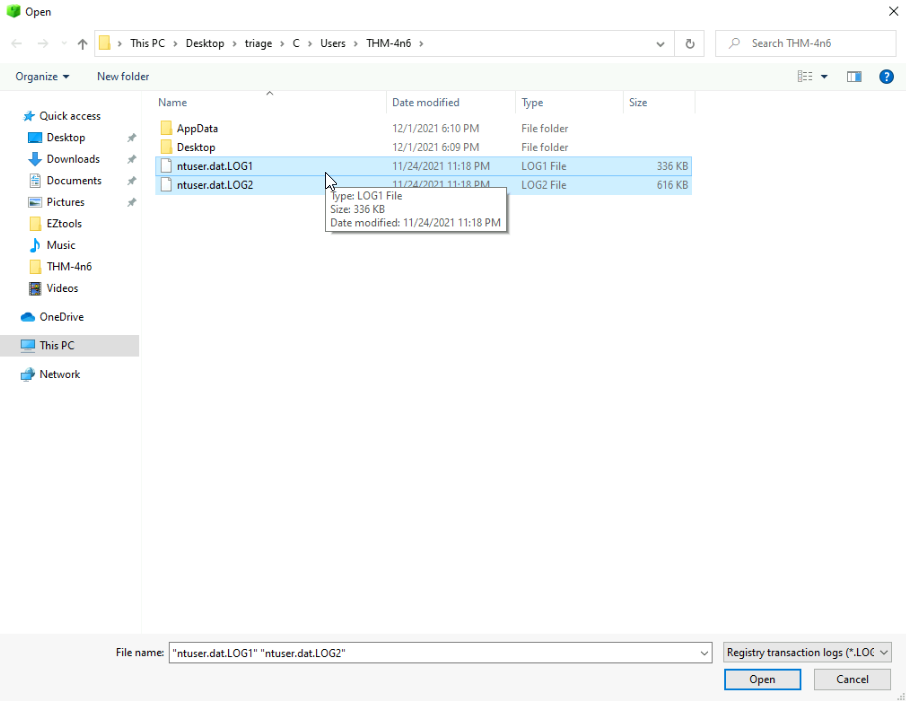 Open
This PC > Desktop > triage > C > Users > THM-4n6 >
Search THM-4n6
Organize
New folder
Name
Date modified
Type
Size
Quick access
Desktop
Downloads
Documents
Pictures
EZtools
Music
THM-4n6
Videos
OneDrive
This PC
Network
AppData 12/1/2021 6:10 PM File folder
Desktop 12/1/2021 6:09 PM File folder
ntuser.dat.LOG1 11/24/2021 11:18 PM LOG1 File 336 KB
ntuser.dat.LOG2 11/24/2021 11:18 PM LOG2 File 616 KB
Type: LOG1 File
Size: 336 KB
Date modified: 11/24/2021 11:18 PM
File name: "ntuser.dat.LOG1" "ntuser.dat.LOG2"
Registry transaction logs (*.LOG
Open
Cancel